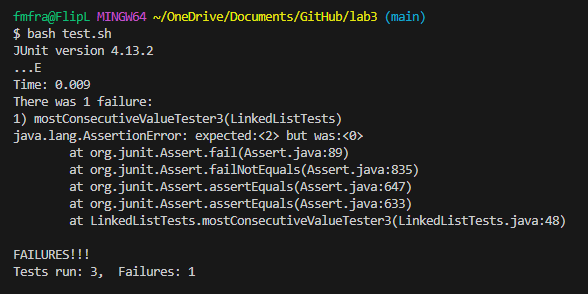 fmfra@FlipL MINGW64 ~/OneDrive/Documents/GitHub/lab3 (main)
$ bash test.sh
JUnit version 4.13.2
...E
Time: 0.009
There was 1 failure:
1) mostConsecutiveValueTester3(LinkedListTests)
java.lang.AssertionError: expected:<2> but was:<0>
        at org.junit.Assert.fail(Assert.java:89)
        at org.junit.Assert.failNotEquals(Assert.java:835)
        at org.junit.Assert.assertEquals(Assert.java:647)
        at org.junit.Assert.assertEquals(Assert.java:633)
        at LinkedListTests.mostConsecutiveValueTester3(LinkedListTests.java:48)

FAILURES!!!
Tests run: 3,  Failures: 1